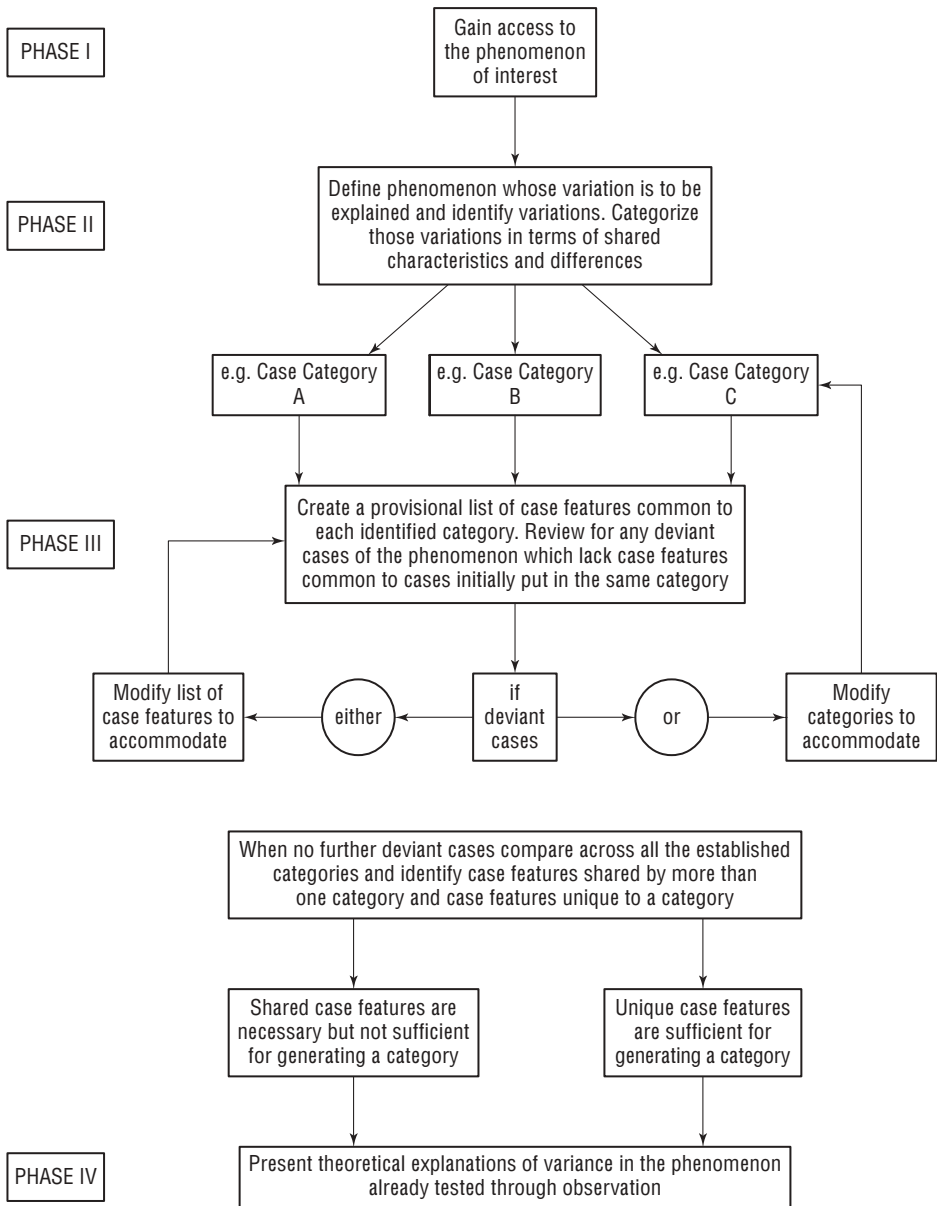 PHASE I
Gain access to
the phenomenon
of interest
PHASE II
Define phenomenon whose variation is to be
explained and identify variations. Categorize
those variations in terms of shared
characteristics and differences
e.g. Case Category
A
e.g. Case Category
B
e.g. Case Category
C
PHASE III
Create a provisional list of case features common to
each identified category. Review for any deviant
cases of the phenomenon which lack case features
common to cases initially put in the same category
Modify list of
case features to
accommodate
either
if
deviant
cases
or
Modify
categories to
accommodate
When no further deviant cases compare across all the established
categories and identify case features shared by more than
one category and case features unique to a category
Shared case features are
necessary but not sufficient
for generating a category
Unique case features
are sufficient for
generating a category
PHASE IV
Present theoretical explanations of variance in the phenomenon
already tested through observation